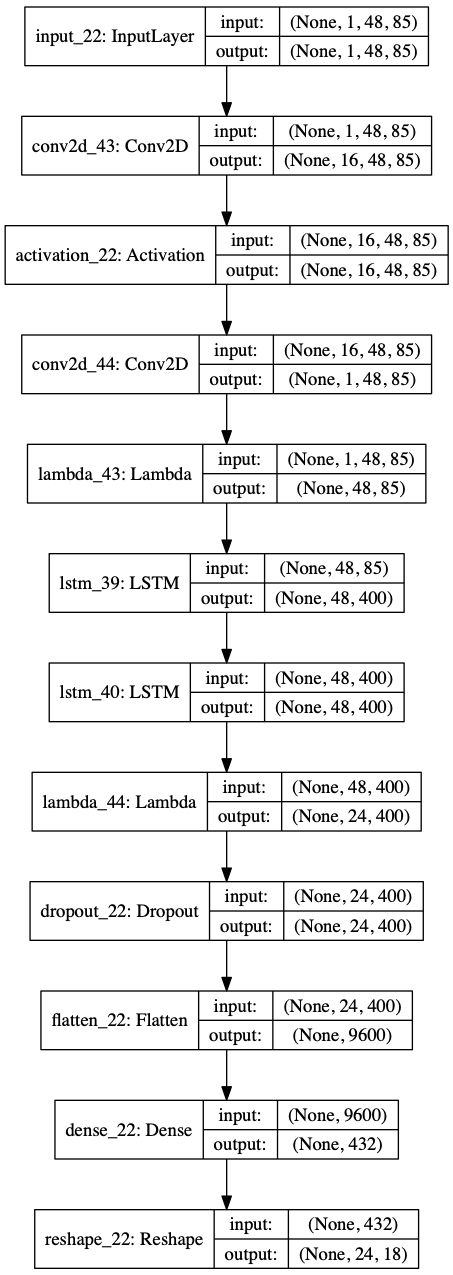 input_22: InputLayer
input: (None, 1, 48, 85)
output: (None, 1, 48, 85)
conv2d_43: Conv2D
input: (None, 1, 48, 85)
output: (None, 16, 48, 85)
activation_22: Activation
input: (None, 16, 48, 85)
output: (None, 16, 48, 85)
conv2d_44: Conv2D
input: (None, 16, 48, 85)
output: (None, 1, 48, 85)
lambda_43: Lambda
input: (None, 1, 48, 85)
output: (None, 48, 85)
lstm_39: LSTM
input: (None, 48, 85)
output: (None, 48, 400)
lstm_40: LSTM
input: (None, 48, 400)
output: (None, 48, 400)
lambda_44: Lambda
input: (None, 48, 400)
output: (None, 24, 400)
dropout_22: Dropout
input: (None, 24, 400)
output: (None, 24, 400)
flatten_22: Flatten
input: (None, 24, 400)
output: (None, 9600)
dense_22: Dense
input: (None, 9600)
output: (None, 432)
reshape_22: Reshape
input: (None, 432)
output: (None, 24, 18)